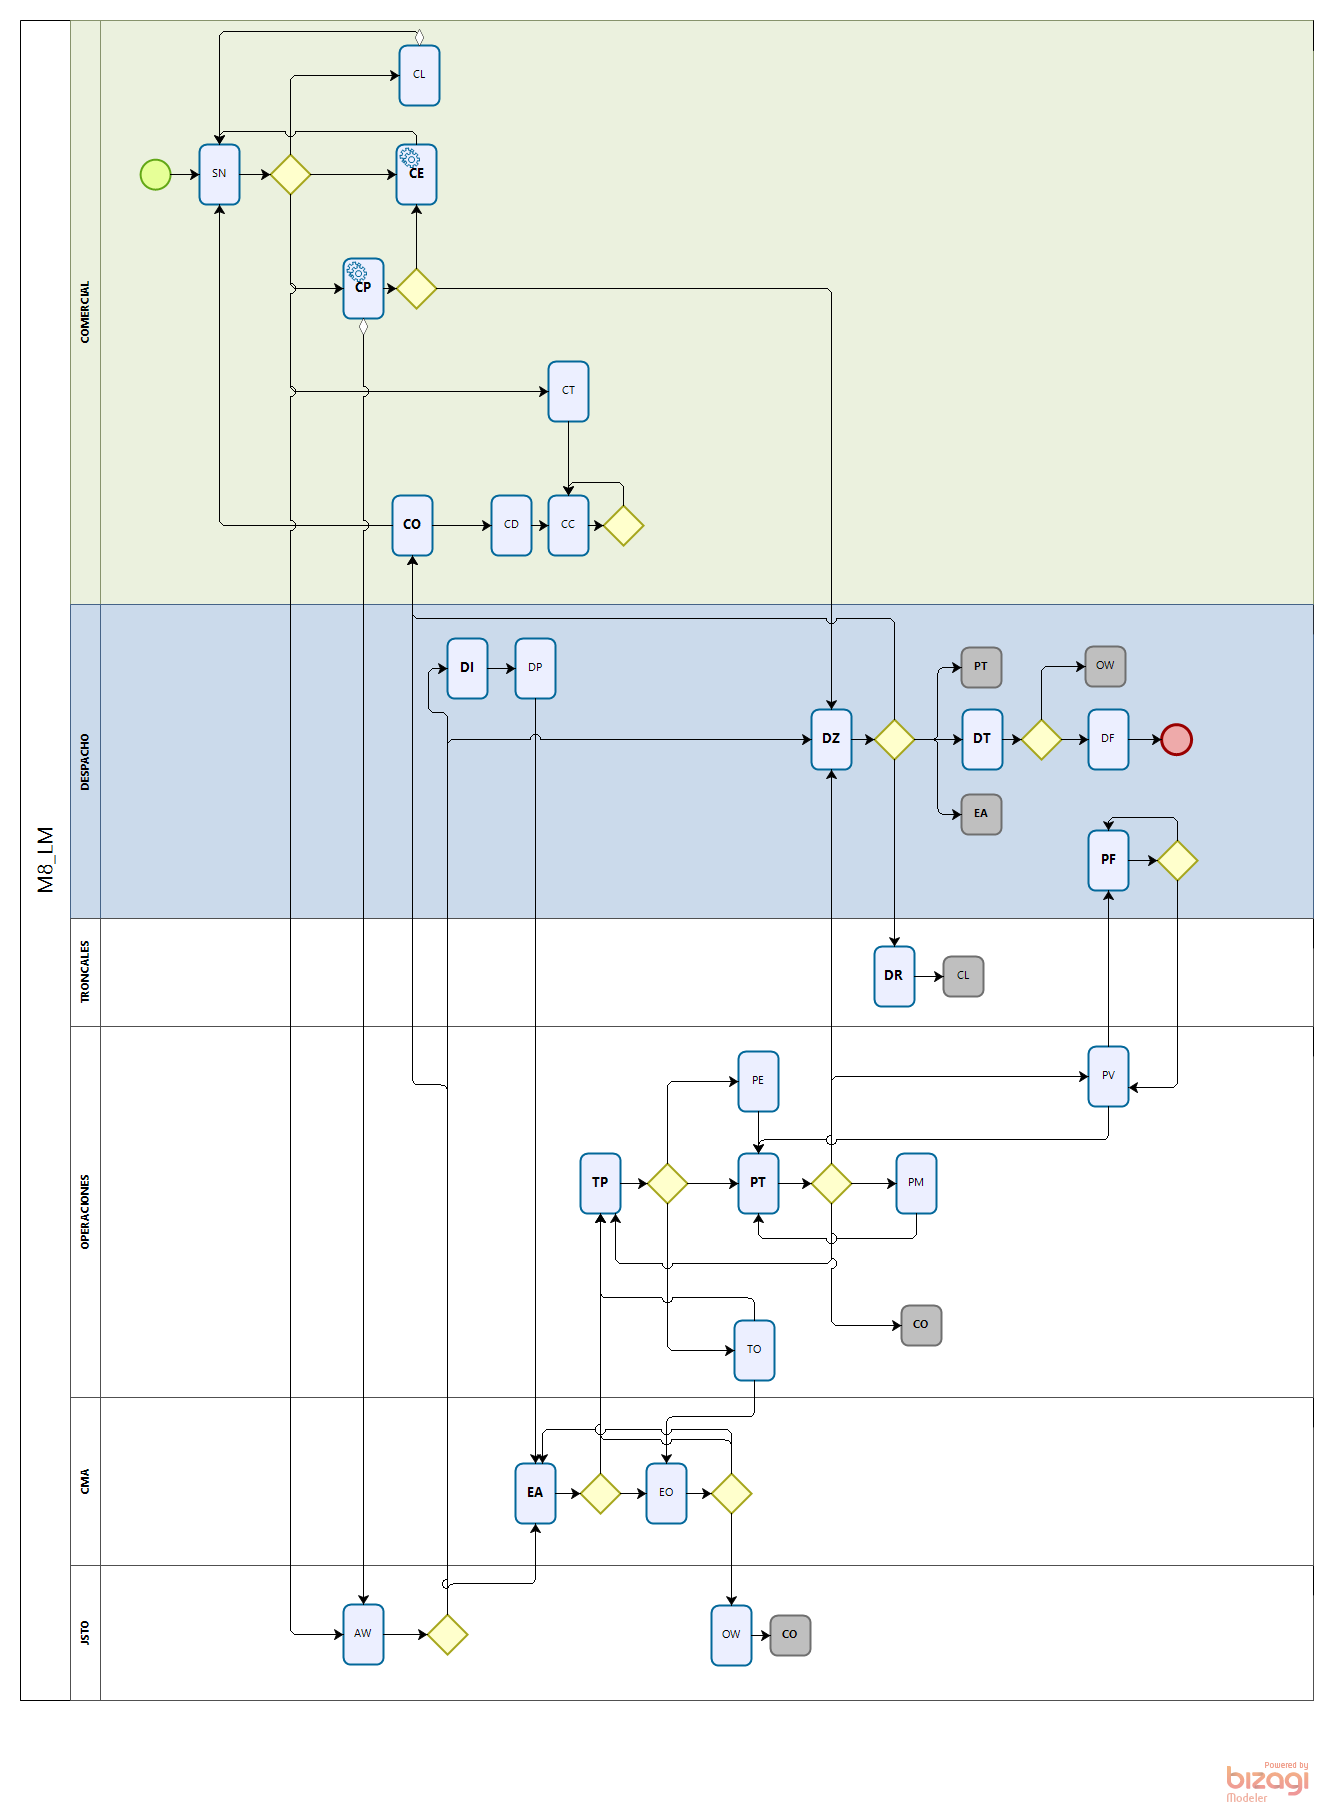 M8_LM
COMERCIAL
CL
SN
CE
CP
CT
CO
CD
CC
DESPACHO
DI
DP
PT
OW
DZ
DT
DF
EA
PF
TRONCALES
DR
CL
OPERACIONES
PE
PV
TP
PT
PM
CO
TO
CMA
EA
EO
JSTO
AW
OW
CO
Powered by
bizagi
Modeler